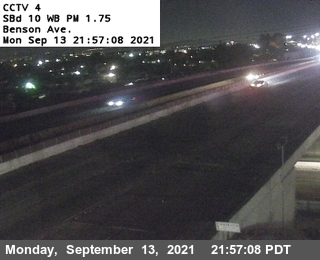 CCTV 4
SBd 10 WB PM 1.75
Benson Ave.
Mon Sep 13 21:57:08 2021
Monday, September 13, 2021 21:57:08 PDT